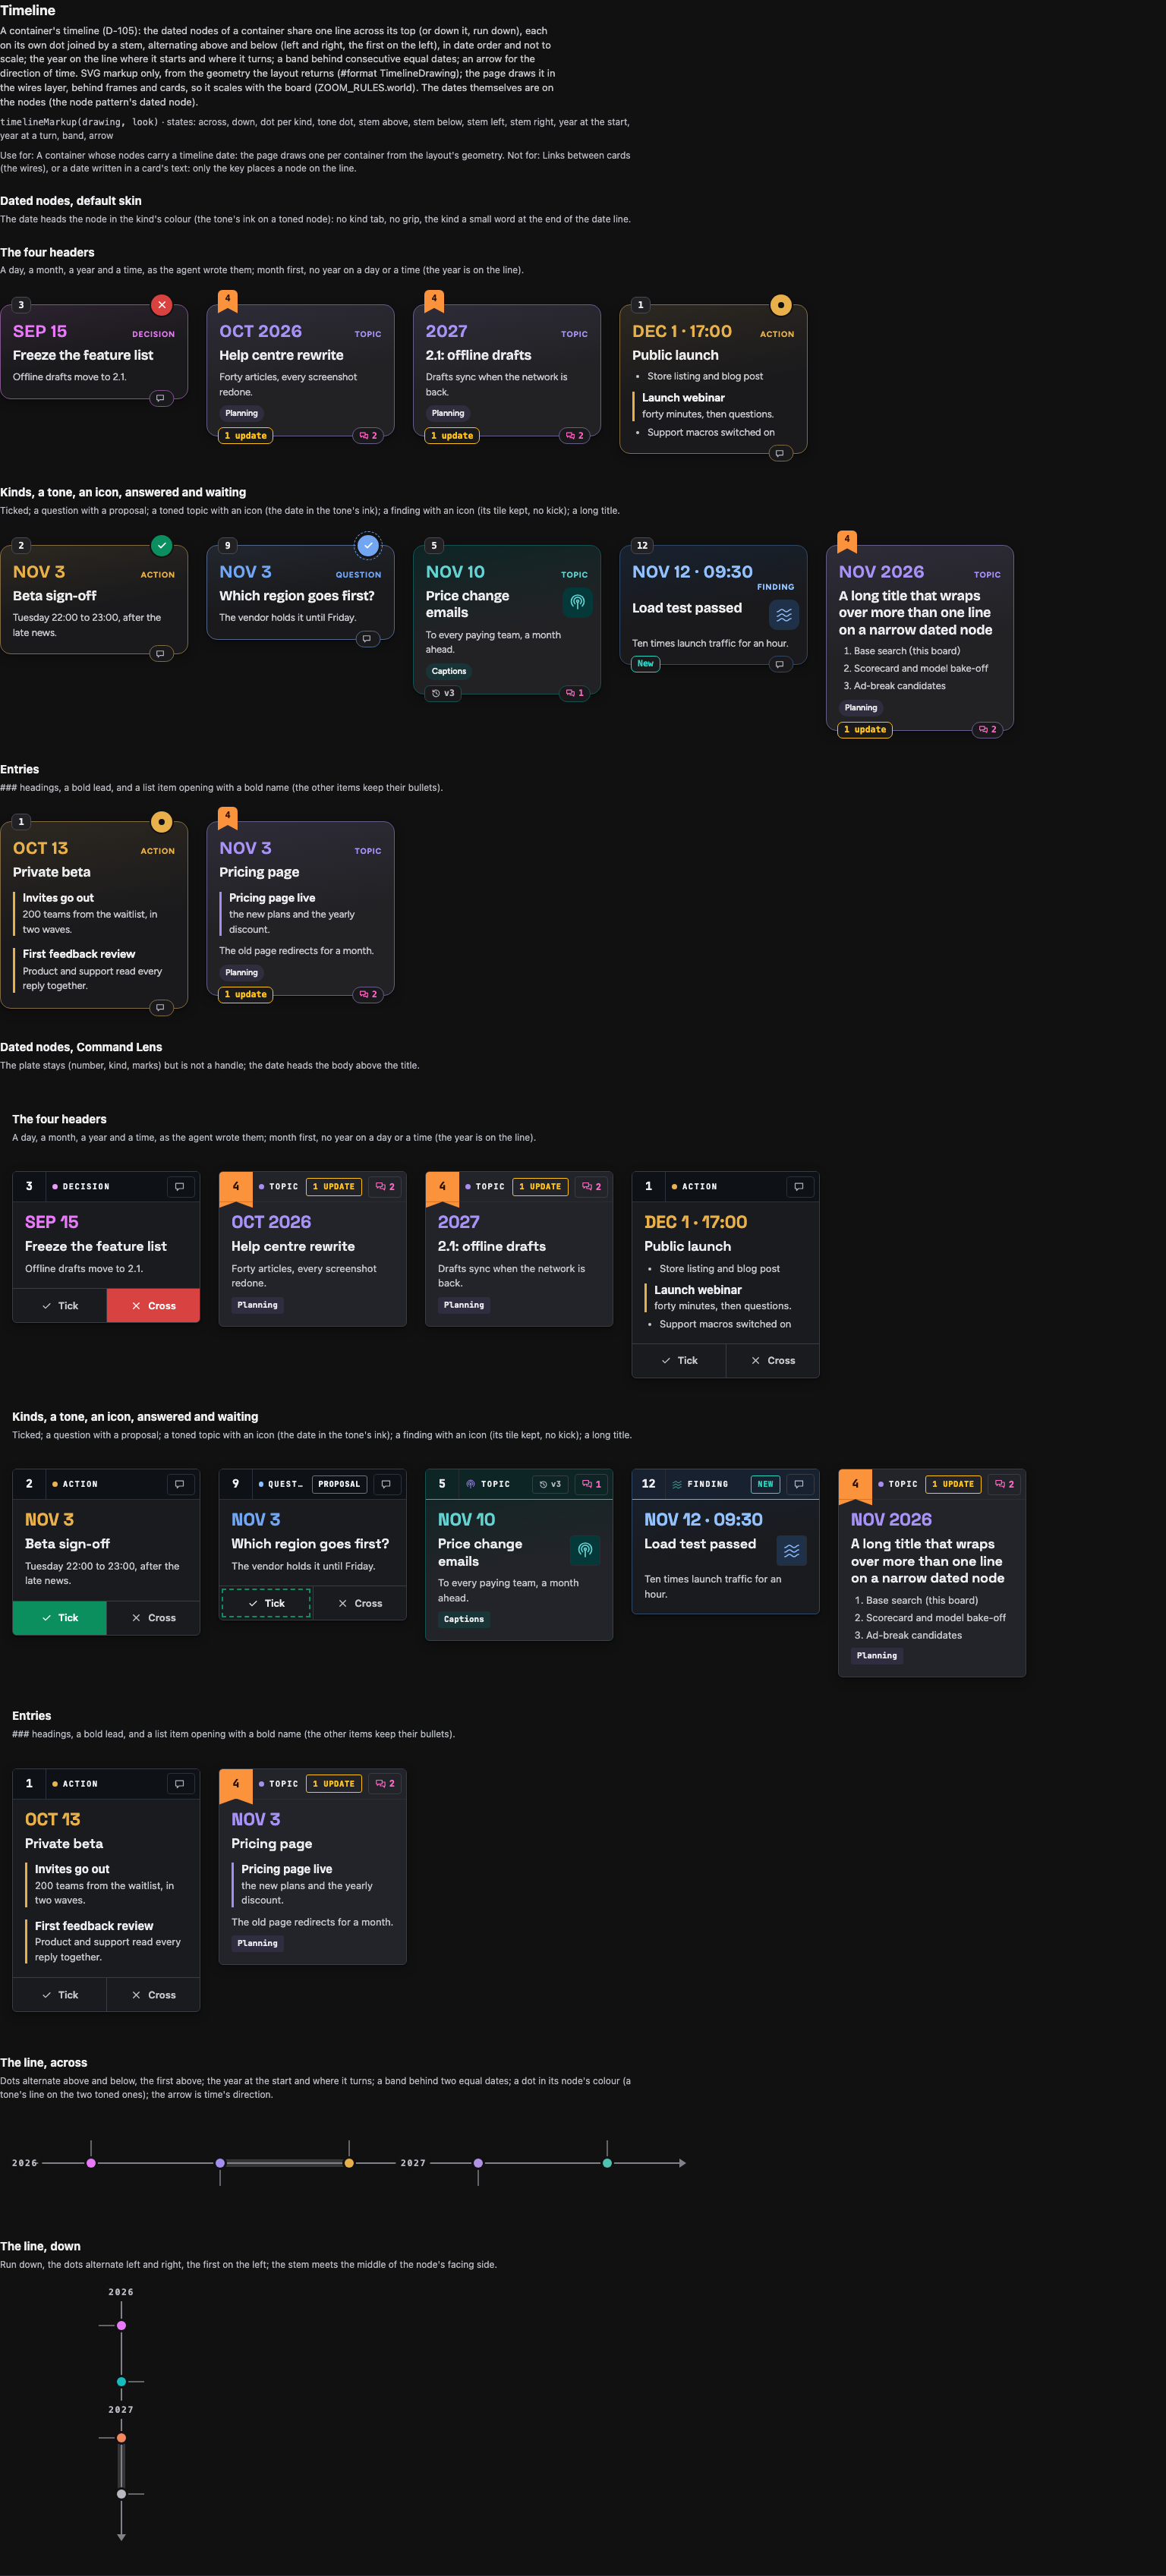 Timeline
A container's timeline (D-105): the dated nodes of a container share one line across its top (or down it, run down), each
on its own dot joined by a stem, alternating above and below (left and right, the first on the left), in date order and not to
scale; the year on the line where it starts and where it turns; a band behind consecutive equal dates; an arrow for the
direction of time. SVG markup only, from the geometry the layout returns (#format TimelineDrawing); the page draws it in
the wires layer, behind frames and cards, so it scales with the board (ZOOM_RULES.world). The dates themselves are on
the nodes (the node pattern's dated node).
timelineMarkup(drawing, look) · states: across, down, dot per kind, tone dot, stem above, stem below, stem left, stem right, year at the start,
year at a turn, band, arrow
Use for: A container whose nodes carry a timeline date: the page draws one per container from the layout's geometry. Not for: Links between cards
(the wires), or a date written in a card's text: only the key places a node on the line.
Dated nodes, default skin
The date heads the node in the kind's colour (the tone's ink on a toned node): no kind tab, no grip, the kind a small word at the end of the date line.
The four headers
A day, a month, a year and a time, as the agent wrote them; month first, no year on a day or a time (the year is on the line).
3
SEP 15 DECISION
Freeze the feature list
Offline drafts move to 2.1.
4
OCT 2026 TOPIC
Help centre rewrite
Forty articles, every screenshot
redone.
Planning
1 update 2
4
2027 TOPIC
2.1: offline drafts
Drafts sync when the network is
back.
Planning
1 update 2
1
DEC 1 · 17:00 ACTION
Public launch
• Store listing and blog post
Launch webinar
forty minutes, then questions.
• Support macros switched on
Kinds, a tone, an icon, answered and waiting
Ticked; a question with a proposal; a toned topic with an icon (the date in the tone's ink); a finding with an icon (its tile kept, no kick); a long title.
2
NOV 3 ACTION
Beta sign-off
Tuesday 22:00 to 23:00, after the
late news.
9
NOV 3 QUESTION
Which region goes first?
The vendor holds it until Friday.
5
NOV 10 TOPIC
Price change
emails
To every paying team, a month
ahead.
Captions
v3 1
12
NOV 12 · 09:30
FINDING
Load test passed
Ten times launch traffic for an hour.
New
4
NOV 2026 TOPIC
A long title that wraps
over more than one line
on a narrow dated node
1. Base search (this board)
2. Scorecard and model bake-off
3. Ad-break candidates
Planning
1 update 2
Entries
### headings, a bold lead, and a list item opening with a bold name (the other items keep their bullets).
1
OCT 13 ACTION
Private beta
Invites go out
200 teams from the waitlist, in
two waves.
First feedback review
Product and support read every
reply together.
4
NOV 3 TOPIC
Pricing page
Pricing page live
the new plans and the yearly
discount.
The old page redirects for a month.
Planning
1 update 2
Dated nodes, Command Lens
The plate stays (number, kind, marks) but is not a handle; the date heads the body above the title.
The four headers
A day, a month, a year and a time, as the agent wrote them; month first, no year on a day or a time (the year is on the line).
3 DECISION
SEP 15
Freeze the feature list
Offline drafts move to 2.1.
Tick Cross
4 TOPIC 1 UPDATE 2
OCT 2026
Help centre rewrite
Forty articles, every screenshot
redone.
Planning
4 TOPIC 1 UPDATE 2
2027
2.1: offline drafts
Drafts sync when the network is
back.
Planning
1 ACTION
DEC 1 · 17:00
Public launch
• Store listing and blog post
Launch webinar
forty minutes, then questions.
• Support macros switched on
Tick Cross
Kinds, a tone, an icon, answered and waiting
Ticked; a question with a proposal; a toned topic with an icon (the date in the tone's ink); a finding with an icon (its tile kept, no kick); a long title.
2 ACTION
NOV 3
Beta sign-off
Tuesday 22:00 to 23:00, after the
late news.
Tick Cross
9 QUEST… PROPOSAL
NOV 3
Which region goes first?
The vendor holds it until Friday.
Tick Cross
5 TOPIC v3 1
NOV 10
Price change
emails
To every paying team, a month
ahead.
Captions
12 FINDING NEW
NOV 12 · 09:30
Load test passed
Ten times launch traffic for an
hour.
4 TOPIC 1 UPDATE 2
NOV 2026
A long title that wraps
over more than one line
on a narrow dated node
1. Base search (this board)
2. Scorecard and model bake-off
3. Ad-break candidates
Planning
Entries
### headings, a bold lead, and a list item opening with a bold name (the other items keep their bullets).
1 ACTION
OCT 13
Private beta
Invites go out
200 teams from the waitlist, in
two waves.
First feedback review
Product and support read every
reply together.
Tick Cross
4 TOPIC 1 UPDATE 2
NOV 3
Pricing page
Pricing page live
the new plans and the yearly
discount.
The old page redirects for a month.
Planning
The line, across
Dots alternate above and below, the first above; the year at the start and where it turns; a band behind two equal dates; a dot in its node's colour (a
tone's line on the two toned ones); the arrow is time's direction.
2026 2027
The line, down
Run down, the dots alternate left and right, the first on the left; the stem meets the middle of the node's facing side.
2026
2027